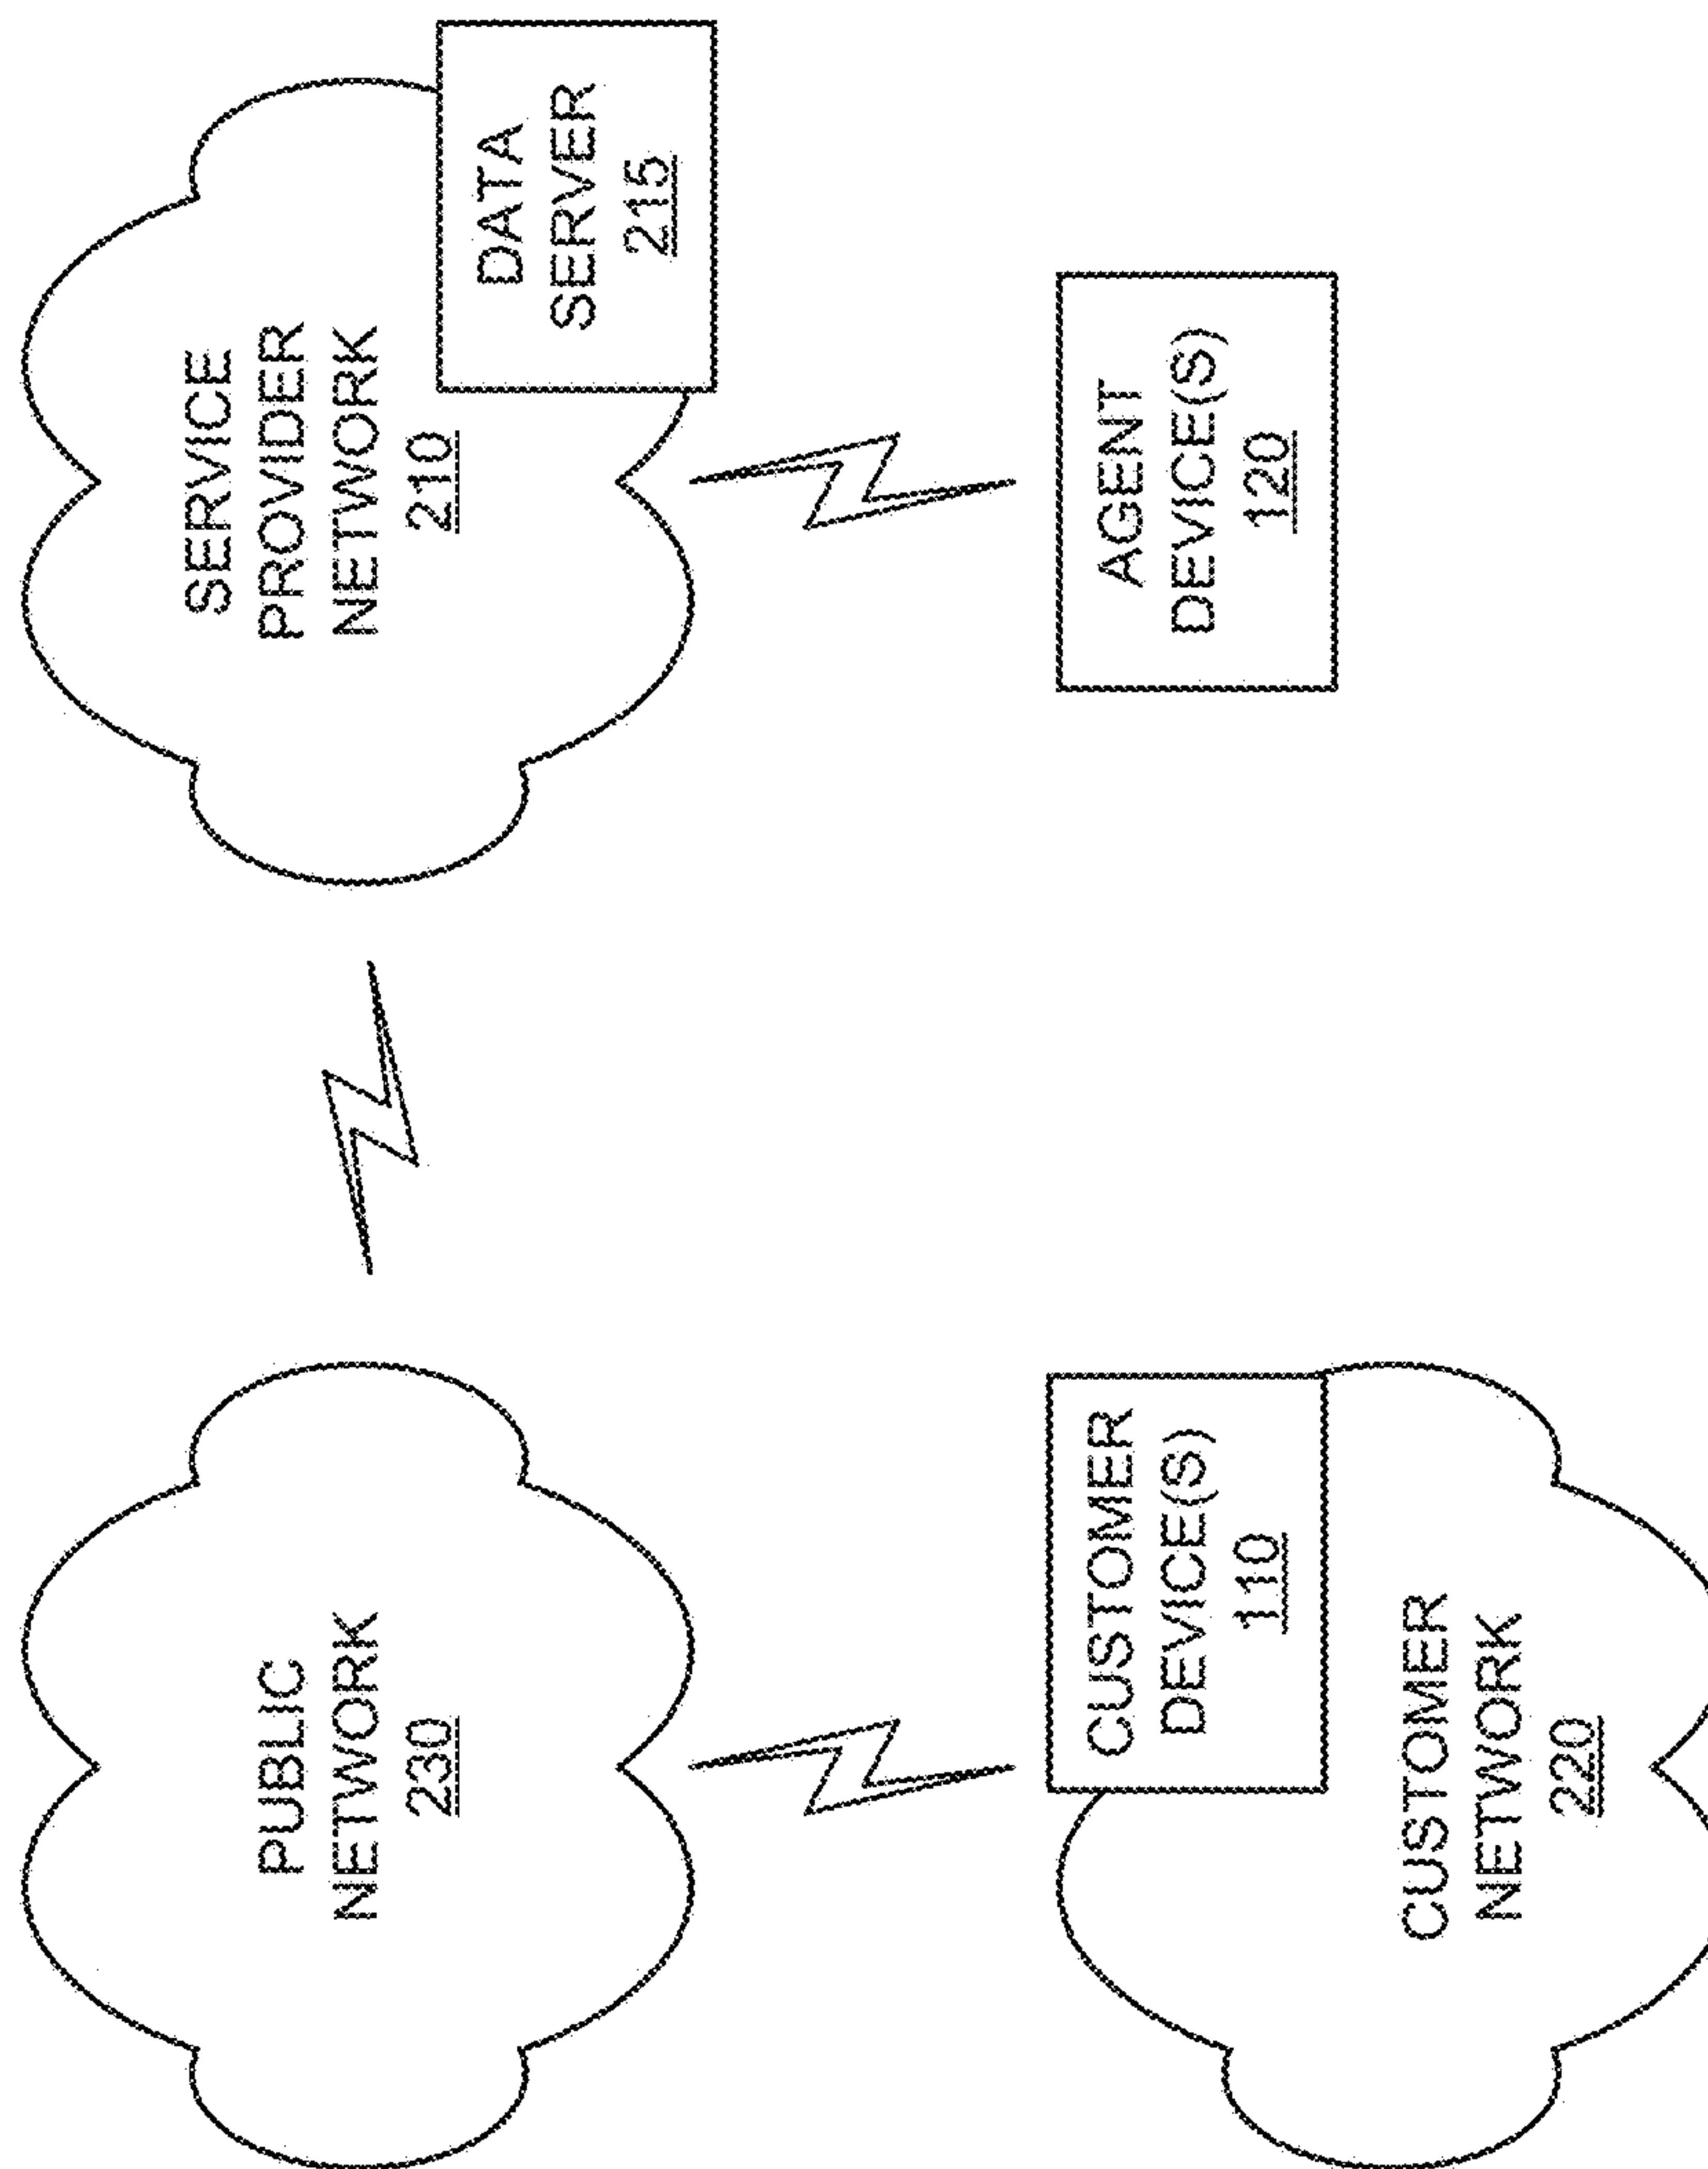 PUBLIC
NETWORK
230
SERVICE
PROVIDER
NETWORK
210
DATA
SERVER
215
CUSTOMER
DEVICE(S)
110
CUSTOMER
NETWORK
220
AGENT
DEVICE(S)
120